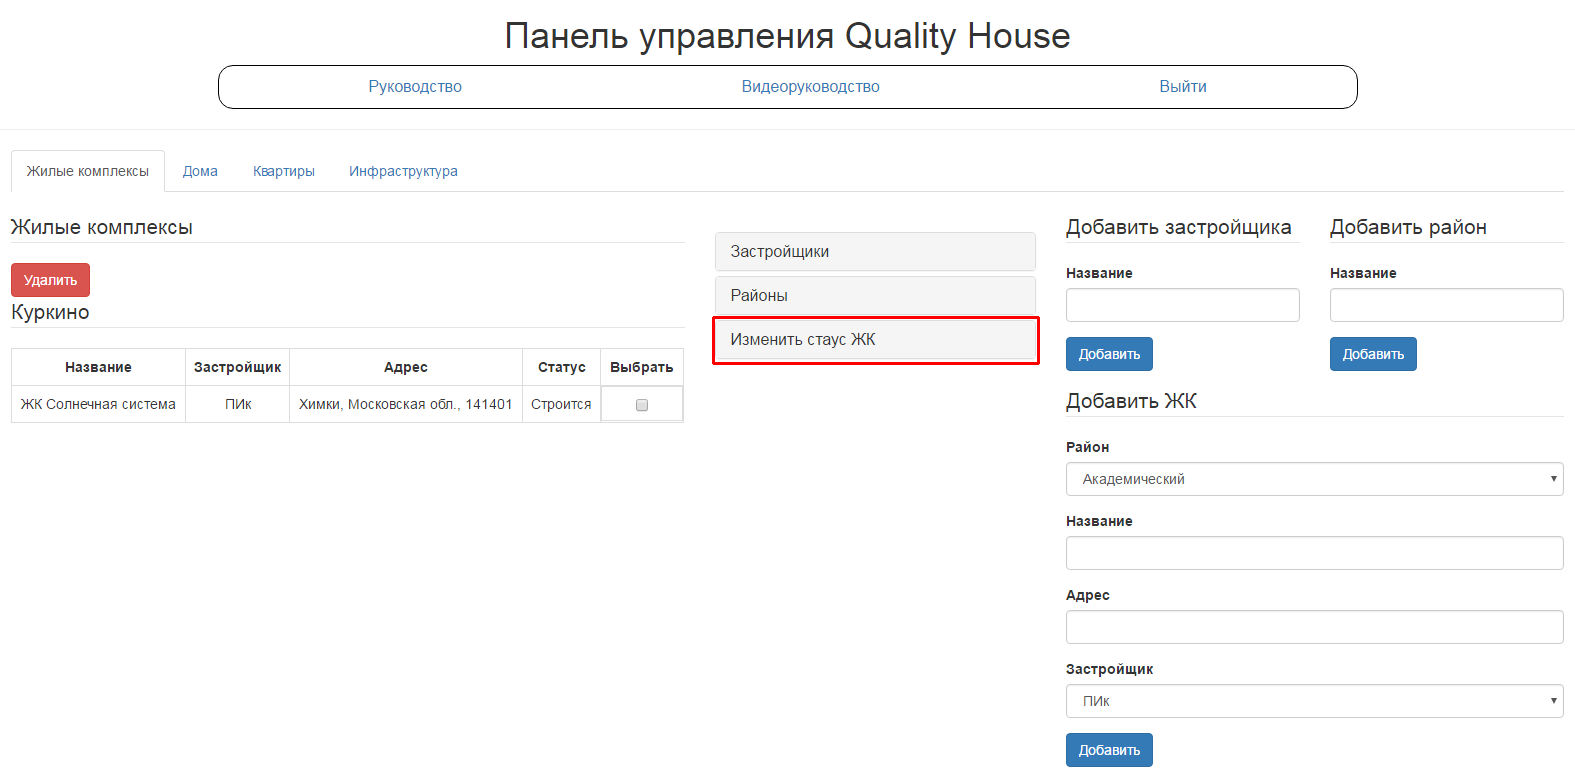 Панель управления Quality House
Руководство Видеоруководство Выйти
Жилые комплексы Дома Квартиры Инфраструктура
Жилые комплексы
Удалить
Куркино
Название Застройщик Адрес Статус Выбрать
ЖК Солнечная система ПИк Химки, Московская обл., 141401 Строится
Застройщики
Районы
Изменить стаус ЖК
Добавить застройщика
Название
Добавить
Добавить район
Название
Добавить
Добавить ЖК
Район
Академический
Название
Адрес
Застройщик
ПИк
Добавить